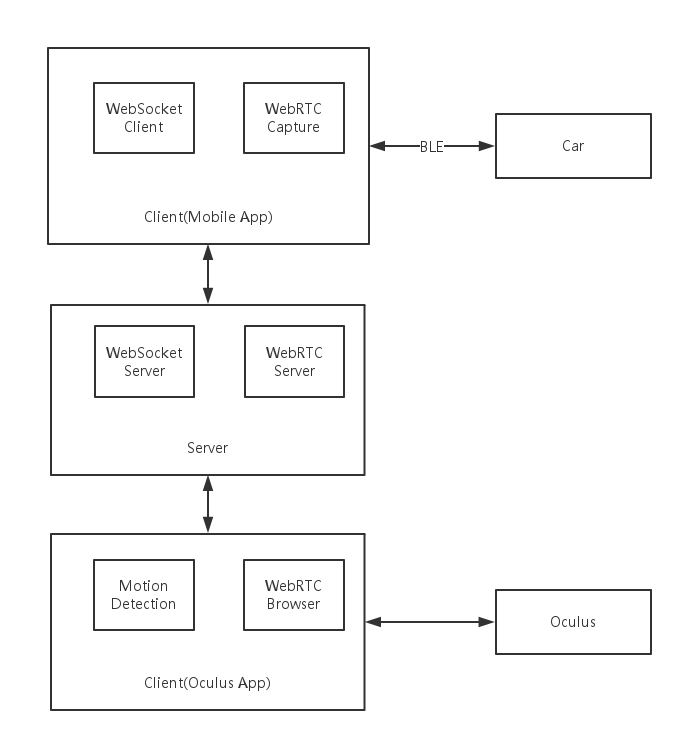 WebSocket
Client
WebRTC
Capture
Client(Mobile App)
BLE
Car
WebSocket
Server
WebRTC
Server
Server
Motion
Detection
WebRTC
Browser
Client(Oculus App)
Oculus